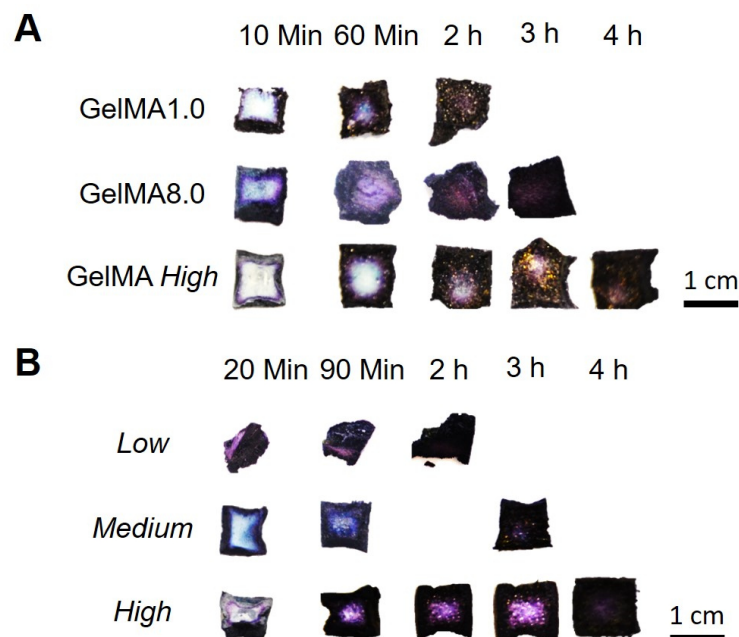 A
10 Min 60 Min 2 h 3 h 4 h
GelMA1.0
GelMA8.0
GelMA High
1 cm
B
20 Min 90 Min 2 h 3 h 4 h
Low
Medium
High
1 cm